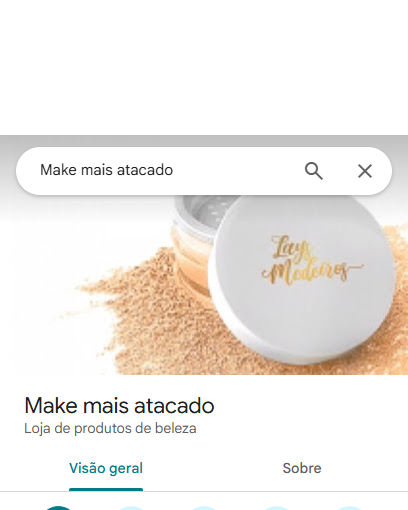 Make mais atacado
Lays
Medeiros
Make mais atacado
Loja de produtos de beleza
Visão geral
Sobre